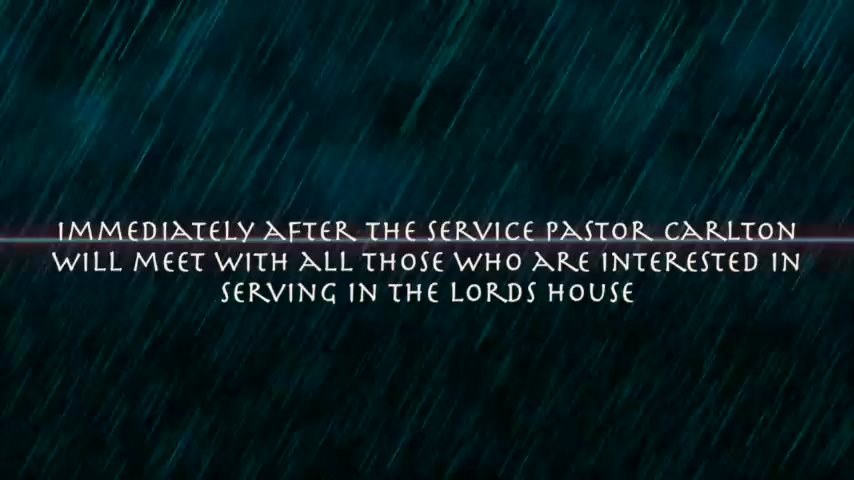 IMMEDIATELY AFTER THE SERVICE PASTOR CARLTON
WILL MEET WITH ALL THOSE WHO ARE INTERESTED IN
SERVING IN THE LORDS HOUSE